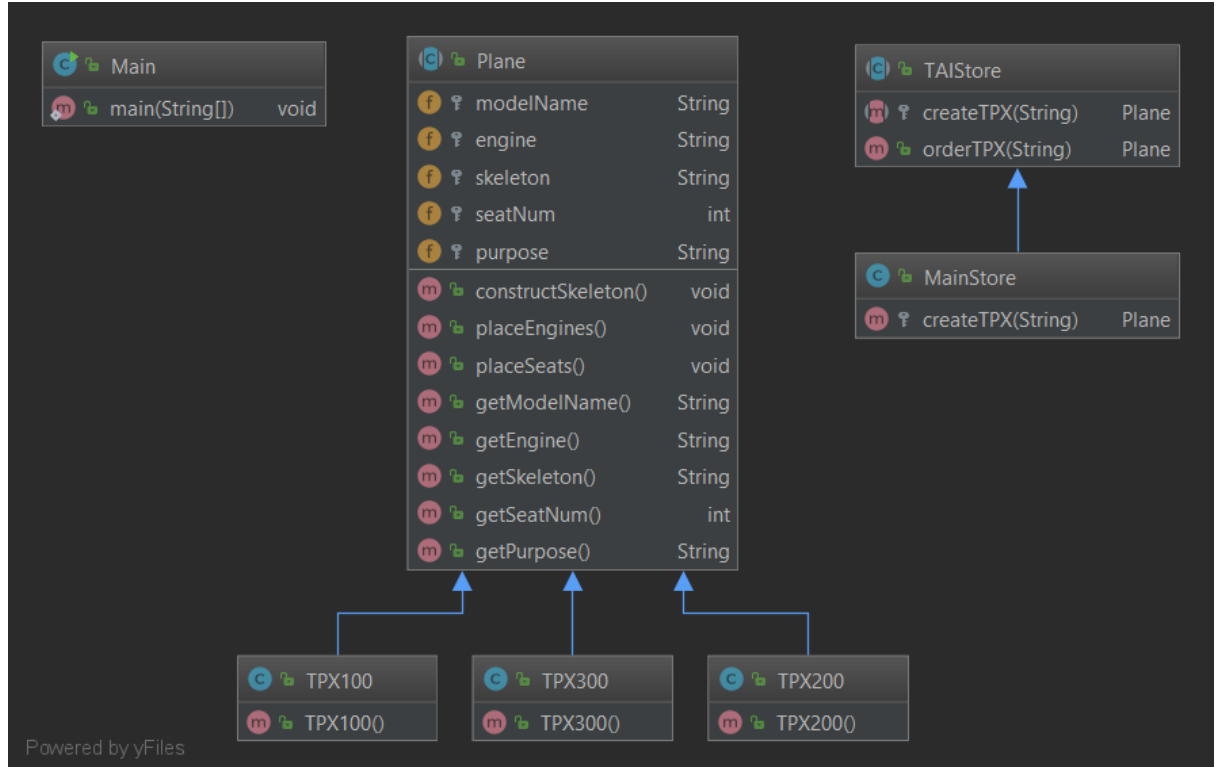 Main
main(String[]) void
Plane
modelName String
engine String
skeleton String
seatNum int
purpose String
constructSkeleton() void
placeEngines() void
placeSeats() void
getModelName() String
getEngine() String
getSkeleton() String
getSeatNum() int
getPurpose() String
TAIStore
createTPX(String) Plane
orderTPX(String) Plane
MainStore
createTPX(String) Plane
TPX100
TPX100()
TPX300
TPX300()
TPX200
TPX200()
Powered by yFiles